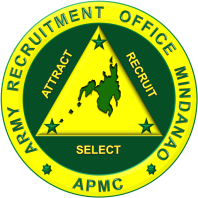 ARMY RECRUITMENT OFFICE MINDANAO
ATTRACT
RECRUIT
SELECT
APMC